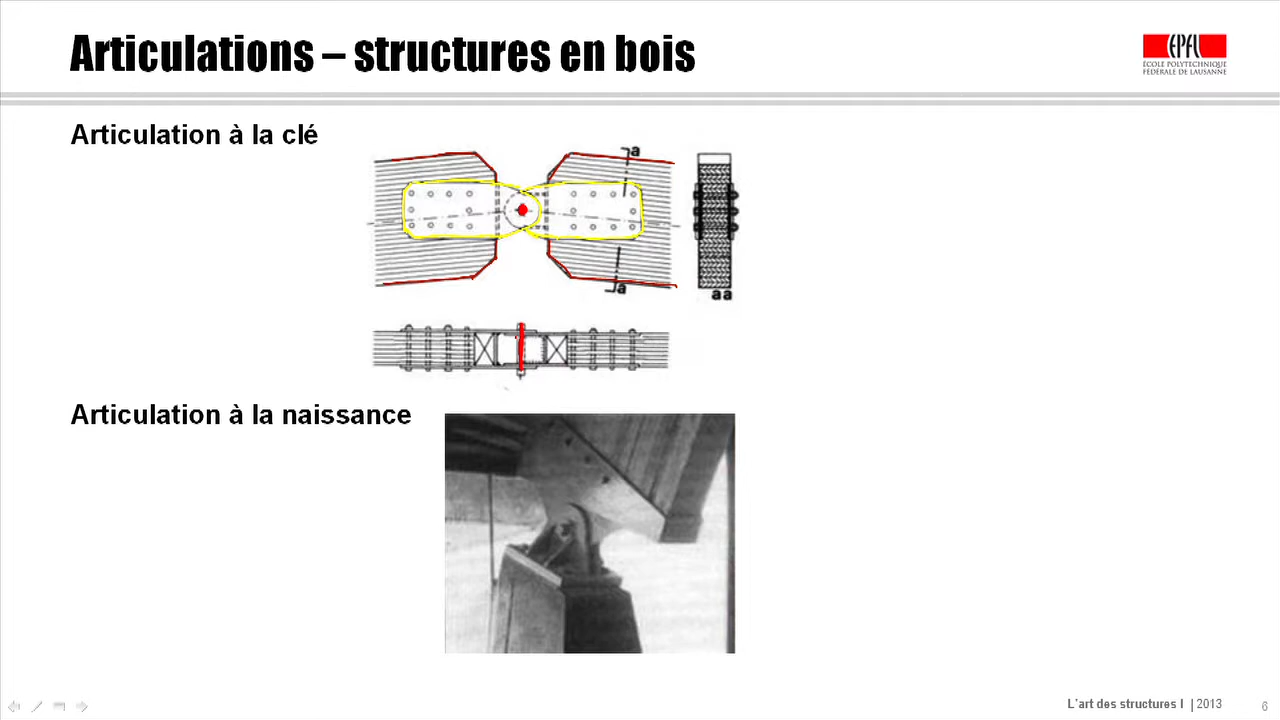 Articulations – structures en bois
EPFL
ÉCOLE POLYTECHNIQUE
FÉDÉRALE DE LAUSANNE
Articulation à la clé
a
a
a a
Articulation à la naissance
L'art des structures I | 2013
6